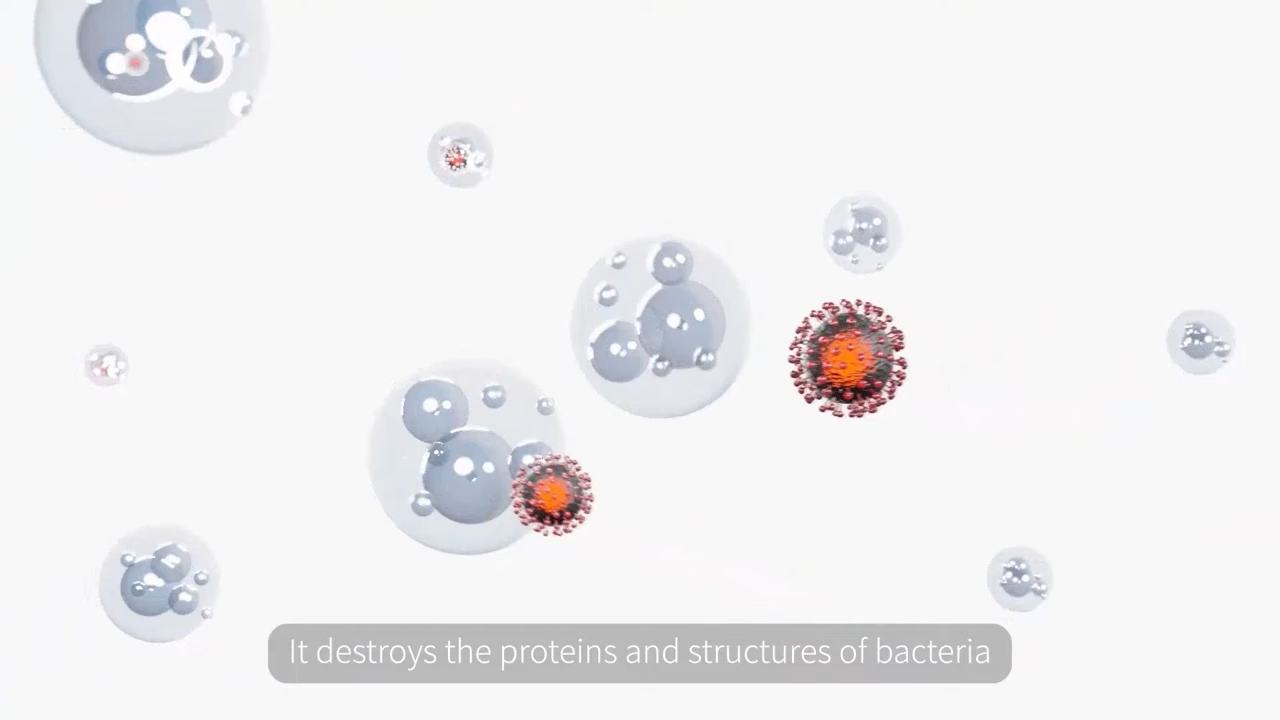 It destroys the proteins and structures of bacteria